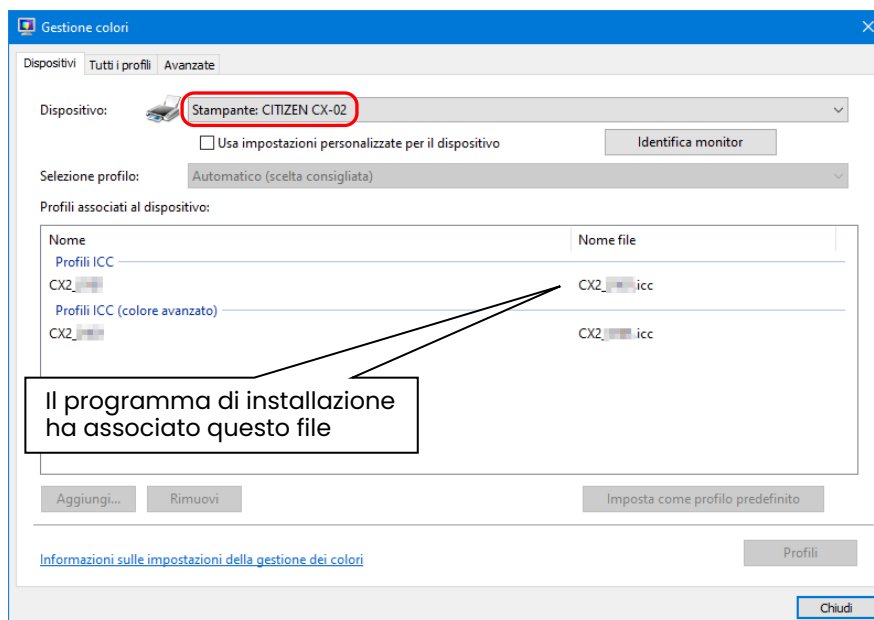 Gestione colori
Dispositivi Tutti i profili Avanzate
Dispositivo: Stampante: CITIZEN CX-02
Usa impostazioni personalizzate per il dispositivo Identifica monitor
Selezione profilo: Automatico (scelta consigliata)
Profili associati al dispositivo:
Nome Nome file
Profili ICC
CX2_ CX2_ .icc
Profili ICC (colore avanzato)
CX2_ CX2_ .icc
Il programma di installazione
ha associato questo file
Aggiungi... Rimuovi Imposta come profilo predefinito
Informazioni sulle impostazioni della gestione dei colori Profili
Chiudi